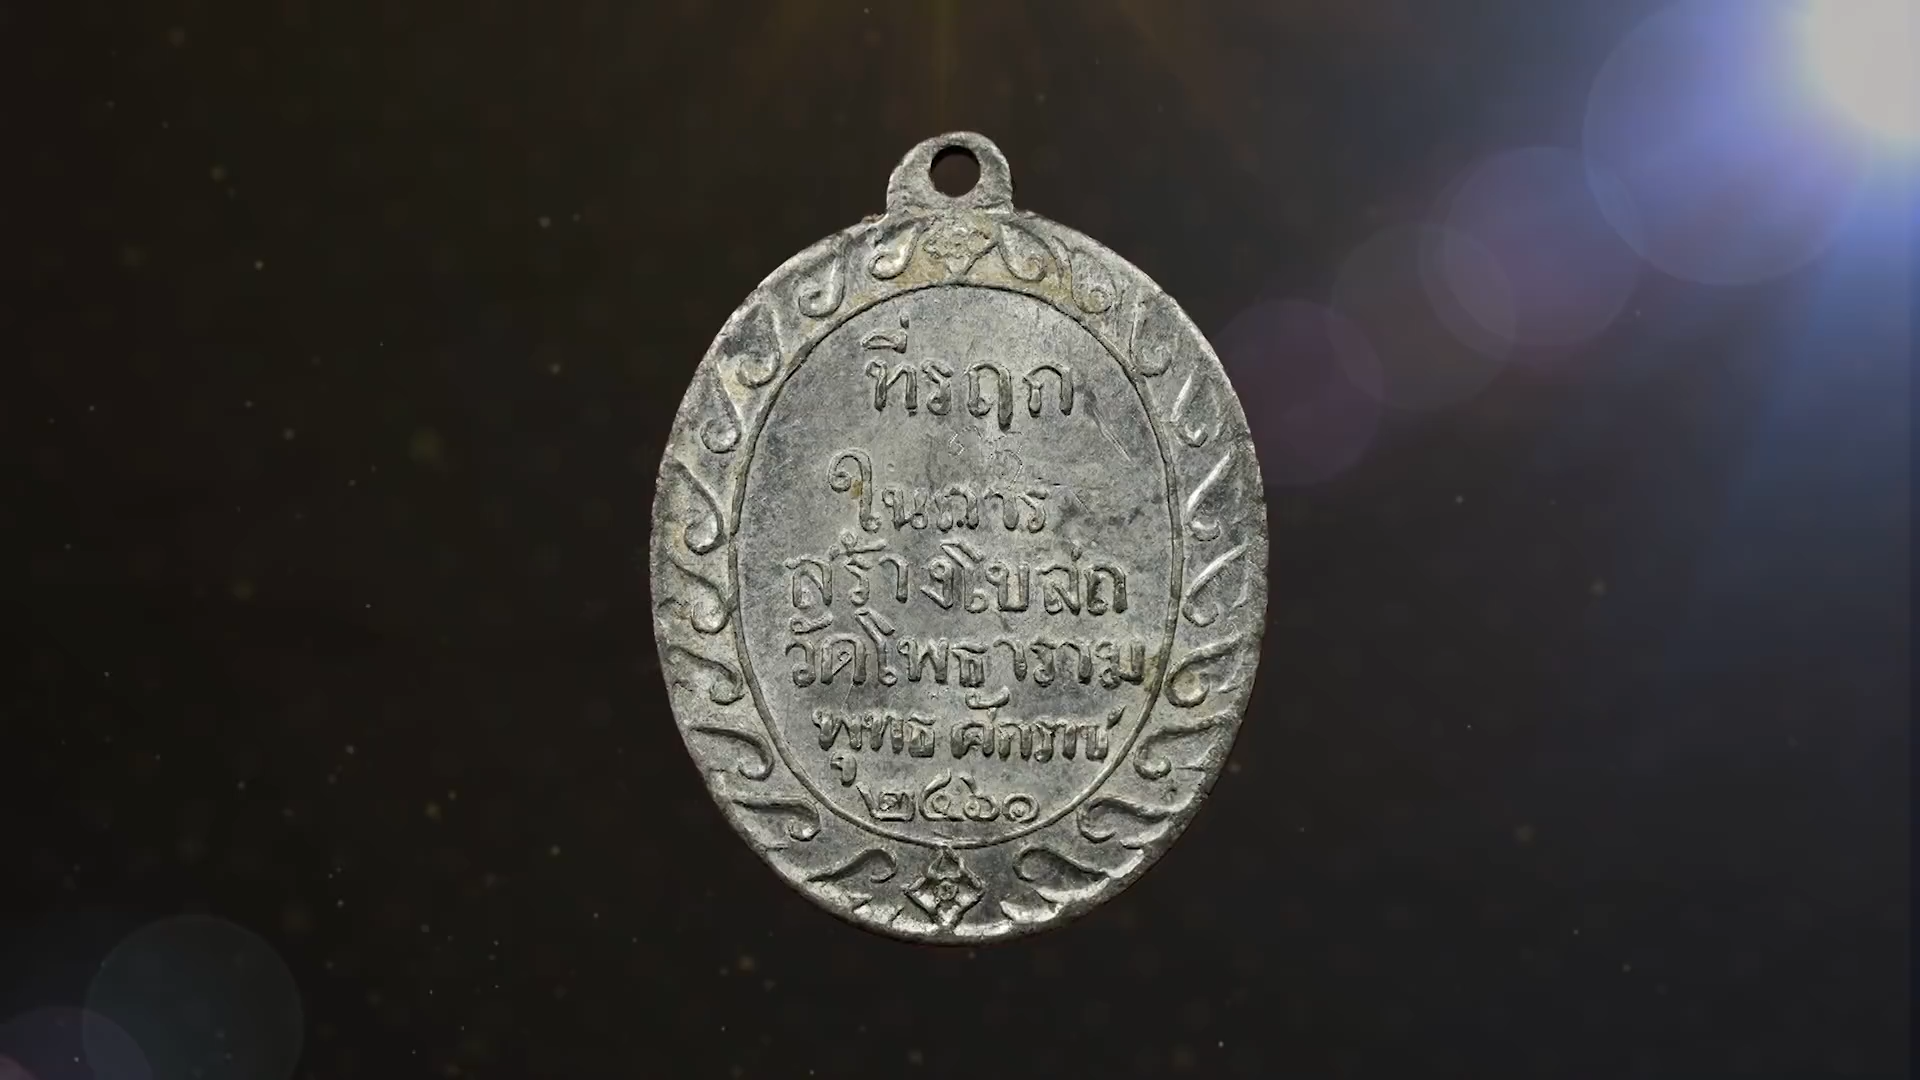 ที่รฤก
ในการ
สร้างโบสถ
วัดโพธาราม
พุทธศักราช
๒๔๖๑